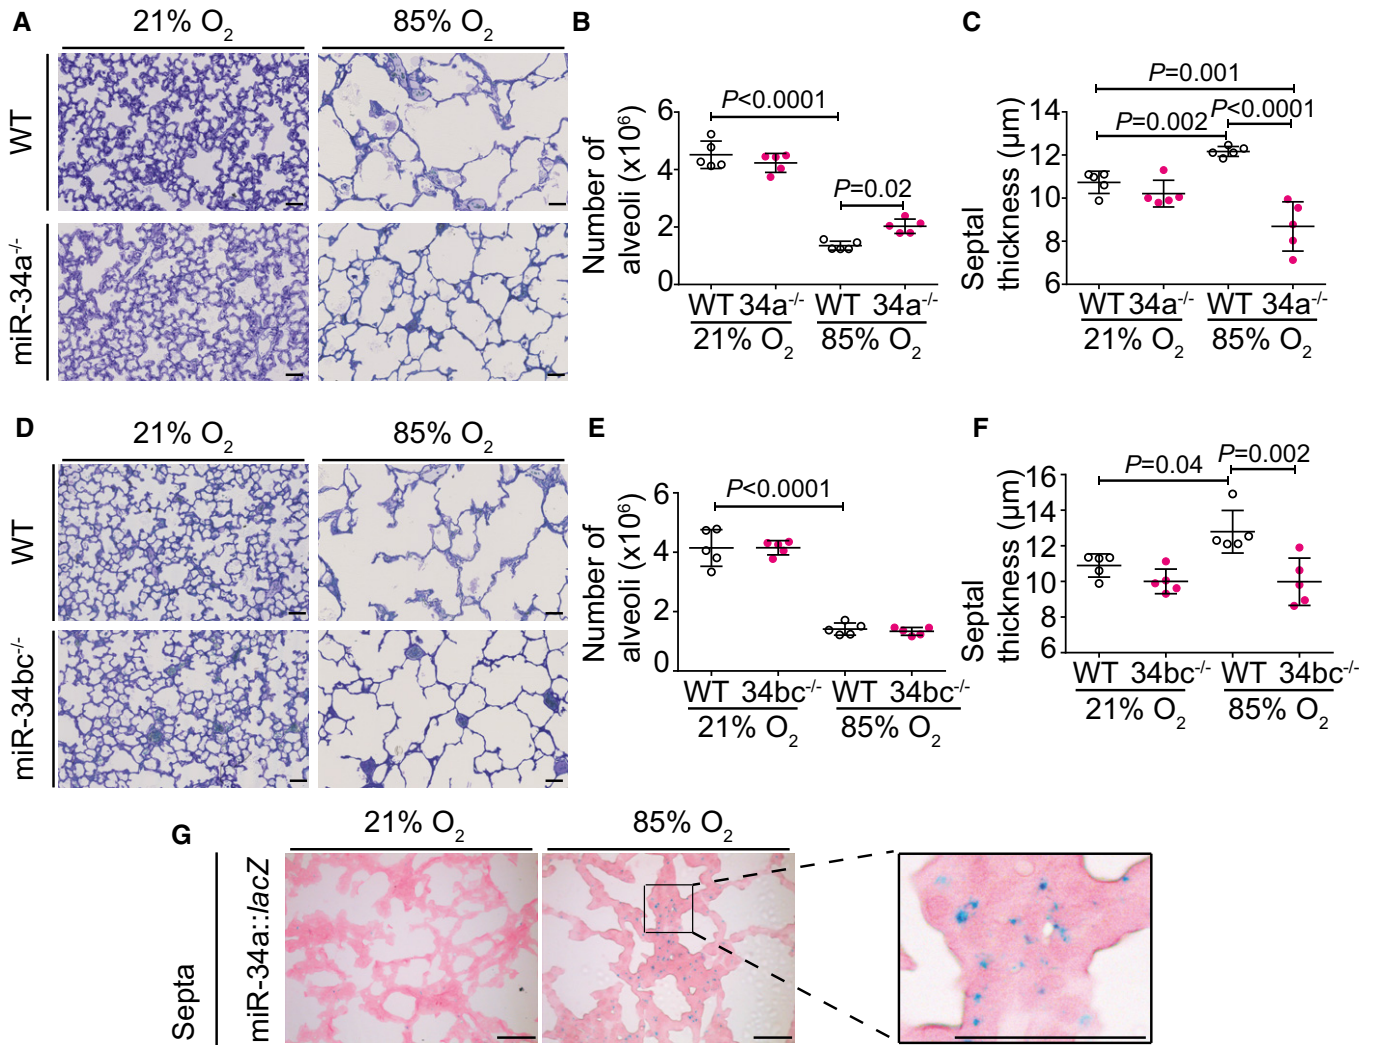 A
21% O2
85% O2
WT
miR-34a-/-
B
Number of
alveoli (x10⁶)
6
4
2
0
P<0.0001
P=0.02
WT 34a-/- WT 34a-/-
21% O2 85% O2
C
Septal
thickness (µm)
14
12
10
8
6
P=0.001
P=0.002
P<0.0001
WT 34a-/- WT 34a-/-
21% O2 85% O2
D
21% O2
85% O2
WT
miR-34bc-/-
E
Number of
alveoli (x10⁶)
6
4
2
0
P<0.0001
WT 34bc-/- WT 34bc-/-
21% O2 85% O2
F
Septal
thickness (µm)
16
14
12
10
8
6
P=0.04
P=0.002
WT 34bc-/- WT 34bc-/-
21% O2 85% O2
G
21% O2
85% O2
Septa
miR-34a::lacZ